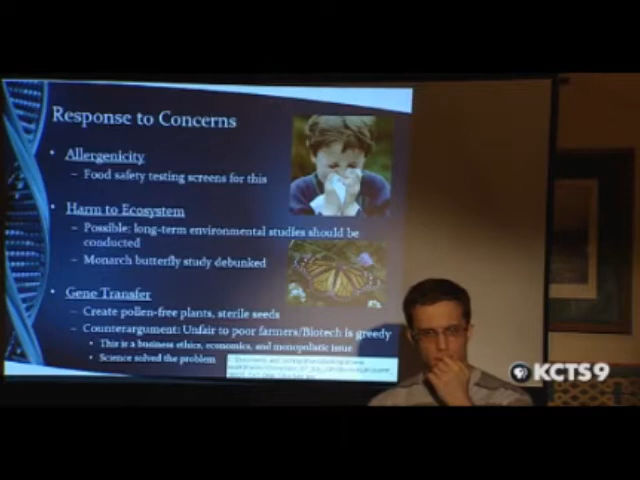 Response to Concerns
• Allergenicity
– Food safety testing screens for this
• Harm to Ecosystem
– Possible; long-term environmental studies should be
conducted
– Monarch butterfly study debunked
• Gene Transfer
– Create pollen-free plants, sterile seeds
– Counterargument: Unfair to poor farmers/Biotech is greedy
• This is a business ethics, economics, and monopolistic issue
• Science solved the problem
KCTS9